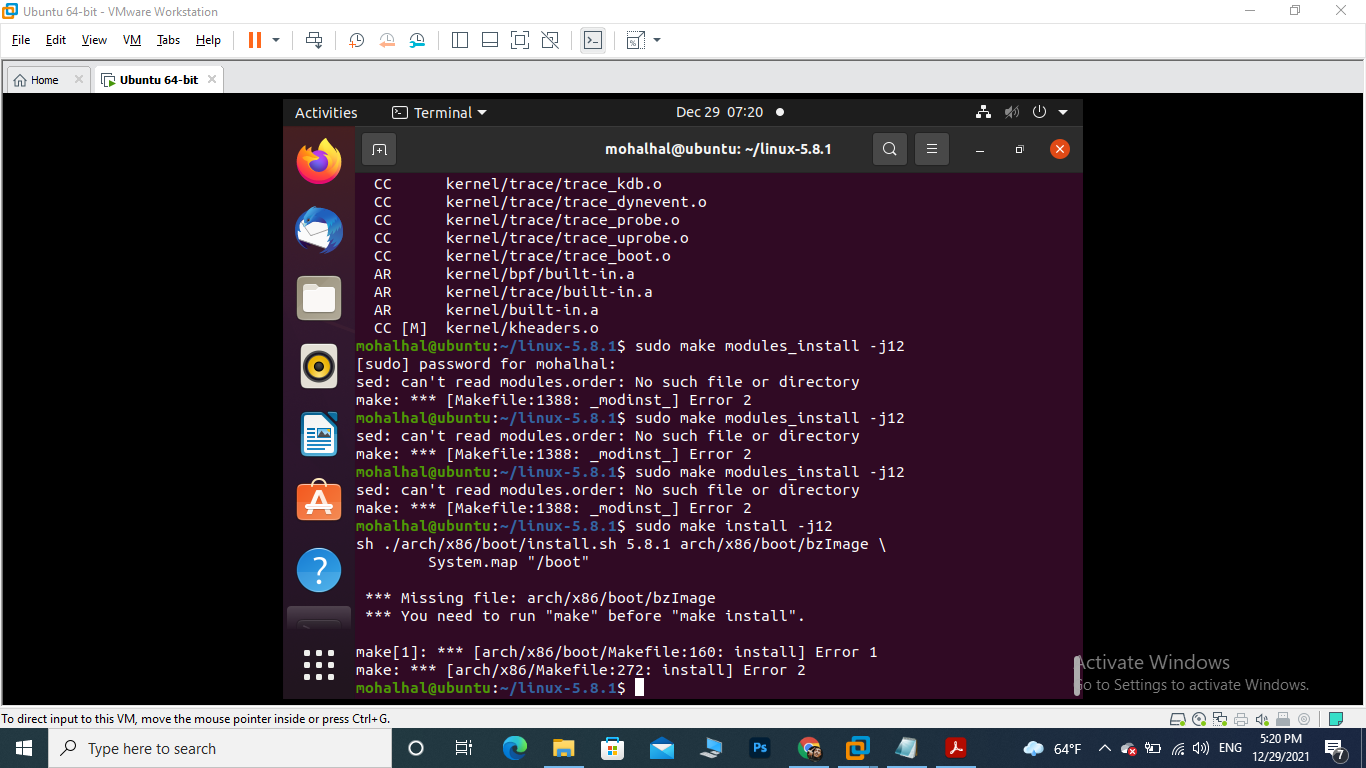 Ubuntu 64-bit - VMware Workstation
File Edit View VM Tabs Help
Home
Ubuntu 64-bit
Activities
Terminal
Dec 29 07:20
mohalhal@ubuntu: ~/linux-5.8.1
CC kernel/trace/trace_kdb.o
CC kernel/trace/trace_dynevent.o
CC kernel/trace/trace_probe.o
CC kernel/trace/trace_uprobe.o
CC kernel/trace/trace_boot.o
AR kernel/bpf/built-in.a
AR kernel/trace/built-in.a
AR kernel/built-in.a
CC [M] kernel/kheaders.o
mohalhal@ubuntu:~/linux-5.8.1$ sudo make modules_install -j12
[sudo] password for mohalhal:
sed: can't read modules.order: No such file or directory
make: *** [Makefile:1388: _modinst_] Error 2
mohalhal@ubuntu:~/linux-5.8.1$ sudo make modules_install -j12
sed: can't read modules.order: No such file or directory
make: *** [Makefile:1388: _modinst_] Error 2
mohalhal@ubuntu:~/linux-5.8.1$ sudo make modules_install -j12
sed: can't read modules.order: No such file or directory
make: *** [Makefile:1388: _modinst_] Error 2
mohalhal@ubuntu:~/linux-5.8.1$ sudo make install -j12
sh ./arch/x86/boot/install.sh 5.8.1 arch/x86/boot/bzImage \
System.map "/boot"
*** Missing file: arch/x86/boot/bzImage
*** You need to run "make" before "make install".
make[1]: *** [arch/x86/boot/Makefile:160: install] Error 1
make: *** [arch/x86/Makefile:272: install] Error 2
mohalhal@ubuntu:~/linux-5.8.1$
Activate Windows
Go to Settings to activate Windows.
To direct input to this VM, move the mouse pointer inside or press Ctrl+G.
Type here to search
Ps
64°F
ENG
5:20 PM
12/29/2021
7